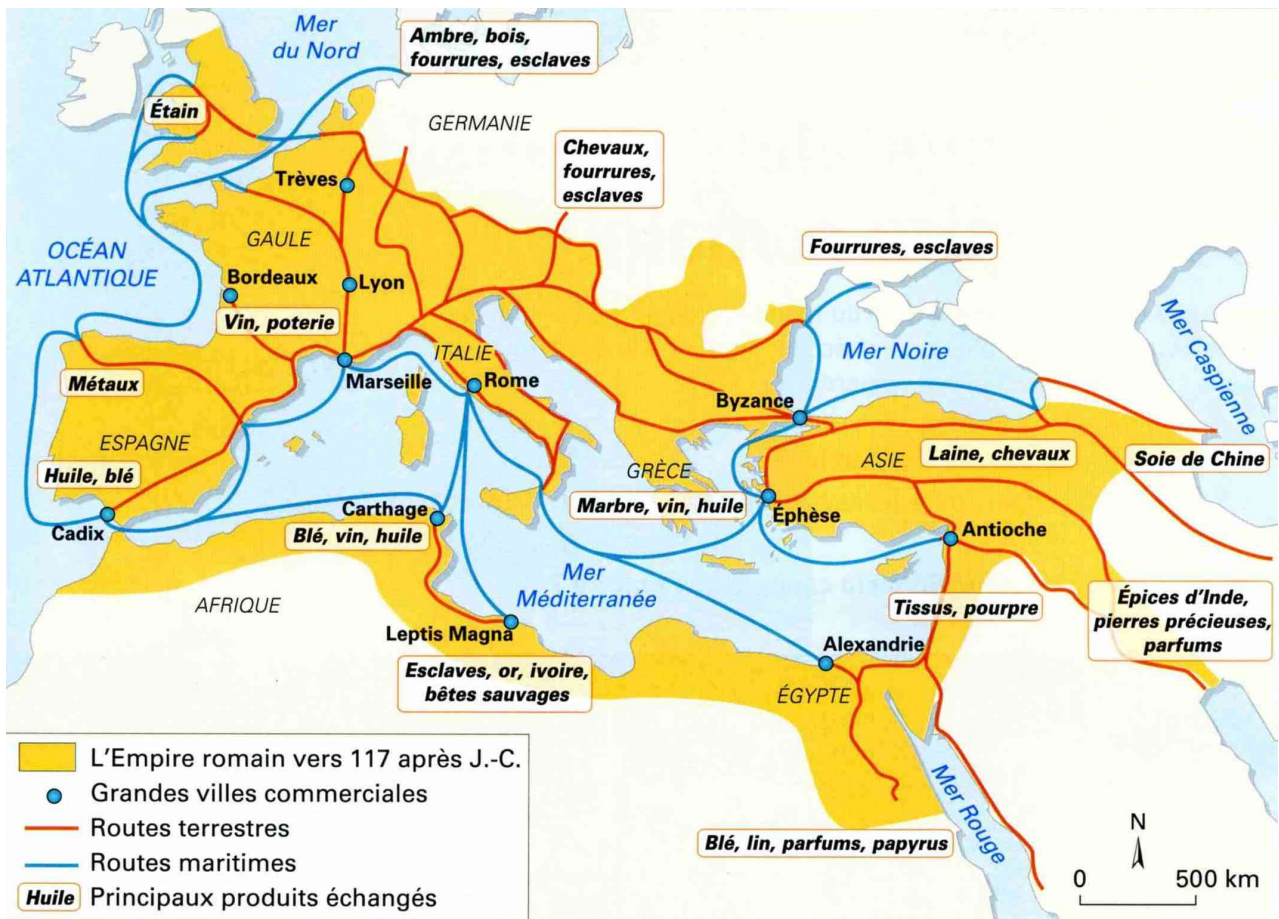 Mer
du Nord
Ambre, bois,
fourrures, esclaves
Étain
GERMANIE
Chevaux,
fourrures,
esclaves
Trèves
GAULE
OCÉAN
ATLANTIQUE
Bordeaux
Lyon
Vin, poterie
Fourrures, esclaves
Mer Caspienne
Mer Noire
ITALIE
Marseille
Rome
Métaux
Byzance
ESPAGNE
Huile, blé
GRÈCE
ASIE
Laine, chevaux
Soie de Chine
Cadix
Carthage
Blé, vin, huile
Marbre, vin, huile
Éphèse
Antioche
Mer
Méditerranée
AFRIQUE
Leptis Magna
Tissus, pourpre
Épices d'Inde,
pierres précieuses,
parfums
Alexandrie
Esclaves, or, ivoire,
bêtes sauvages
ÉGYPTE
Mer Rouge
Blé, lin, parfums, papyrus
L'Empire romain vers 117 après J.-C.
Grandes villes commerciales
Routes terrestres
Routes maritimes
Huile Principaux produits échangés
N
0 500 km